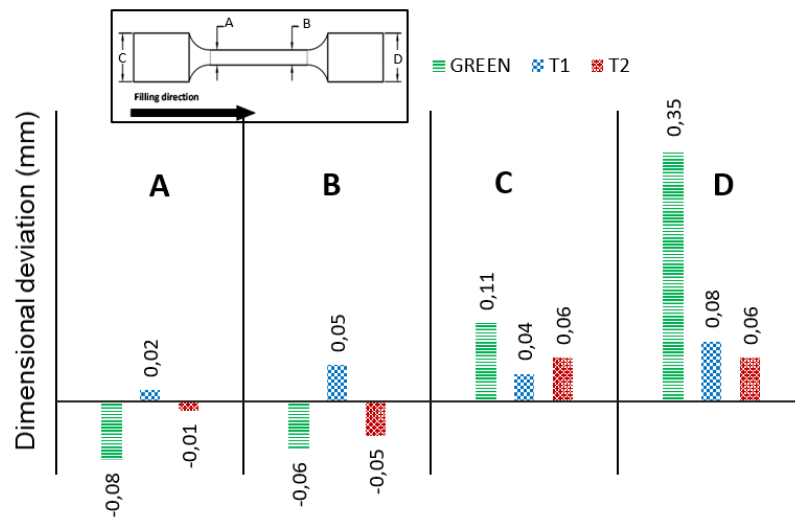 A B
C D
Filling direction
GREEN T1 T2
Dimensional deviation (mm)
A B C D
-0,08 0,02 -0,01
-0,06 0,05 -0,05
0,11 0,04 0,06
0,35 0,08 0,06